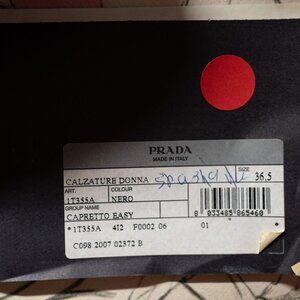 PRADA
MADE IN ITALY
CALZATURE DONNA
SIZE
36,5
ART.
COLOUR
1T355A
NERO
GROUP NAME
CAPRETTO EASY
8 033485 865460
*1T355A 412 F0002 06 01 *
C098 2007 02372 B